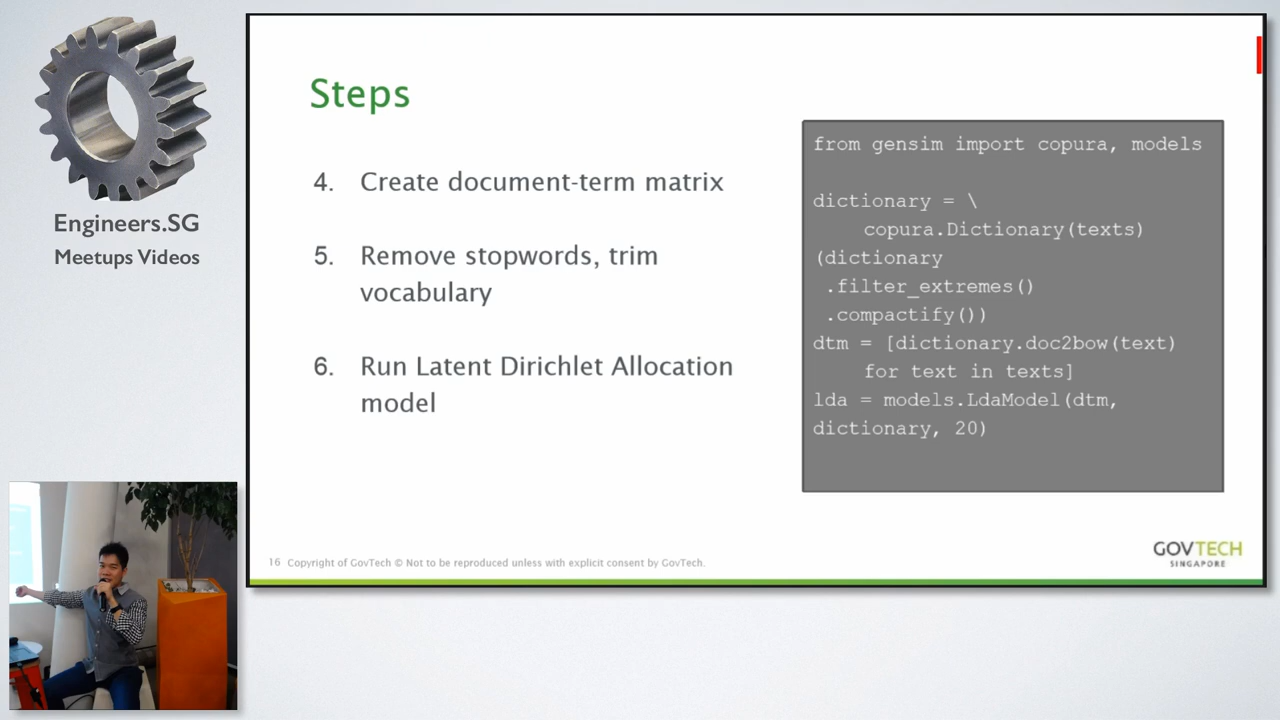 Engineers.SG
Meetups Videos
Steps
4. Create document-term matrix
5. Remove stopwords, trim
vocabulary
6. Run Latent Dirichlet Allocation
model
from gensim import copura, models
dictionary = \
copura.Dictionary(texts)
(dictionary
.filter_extremes()
.compactify())
dtm = [dictionary.doc2bow(text)
for text in texts]
lda = models.LdaModel(dtm,
dictionary, 20)
16 Copyright of GovTech © Not to be reproduced unless with explicit consent by GovTech.
GOVTECH
SINGAPORE